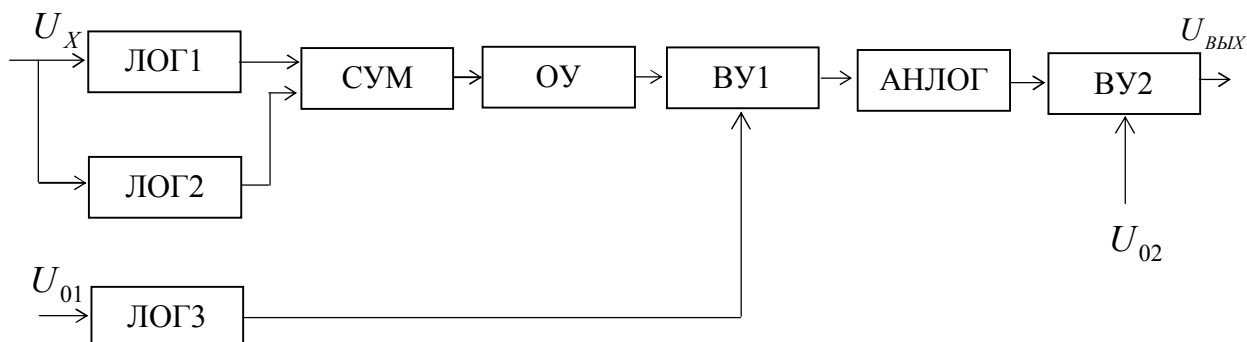 U_X
ЛОГ1
СУМ
ОУ
ВУ1
АНЛОГ
ВУ2
U_ВЫХ
ЛОГ2
U_02
U_01
ЛОГ3